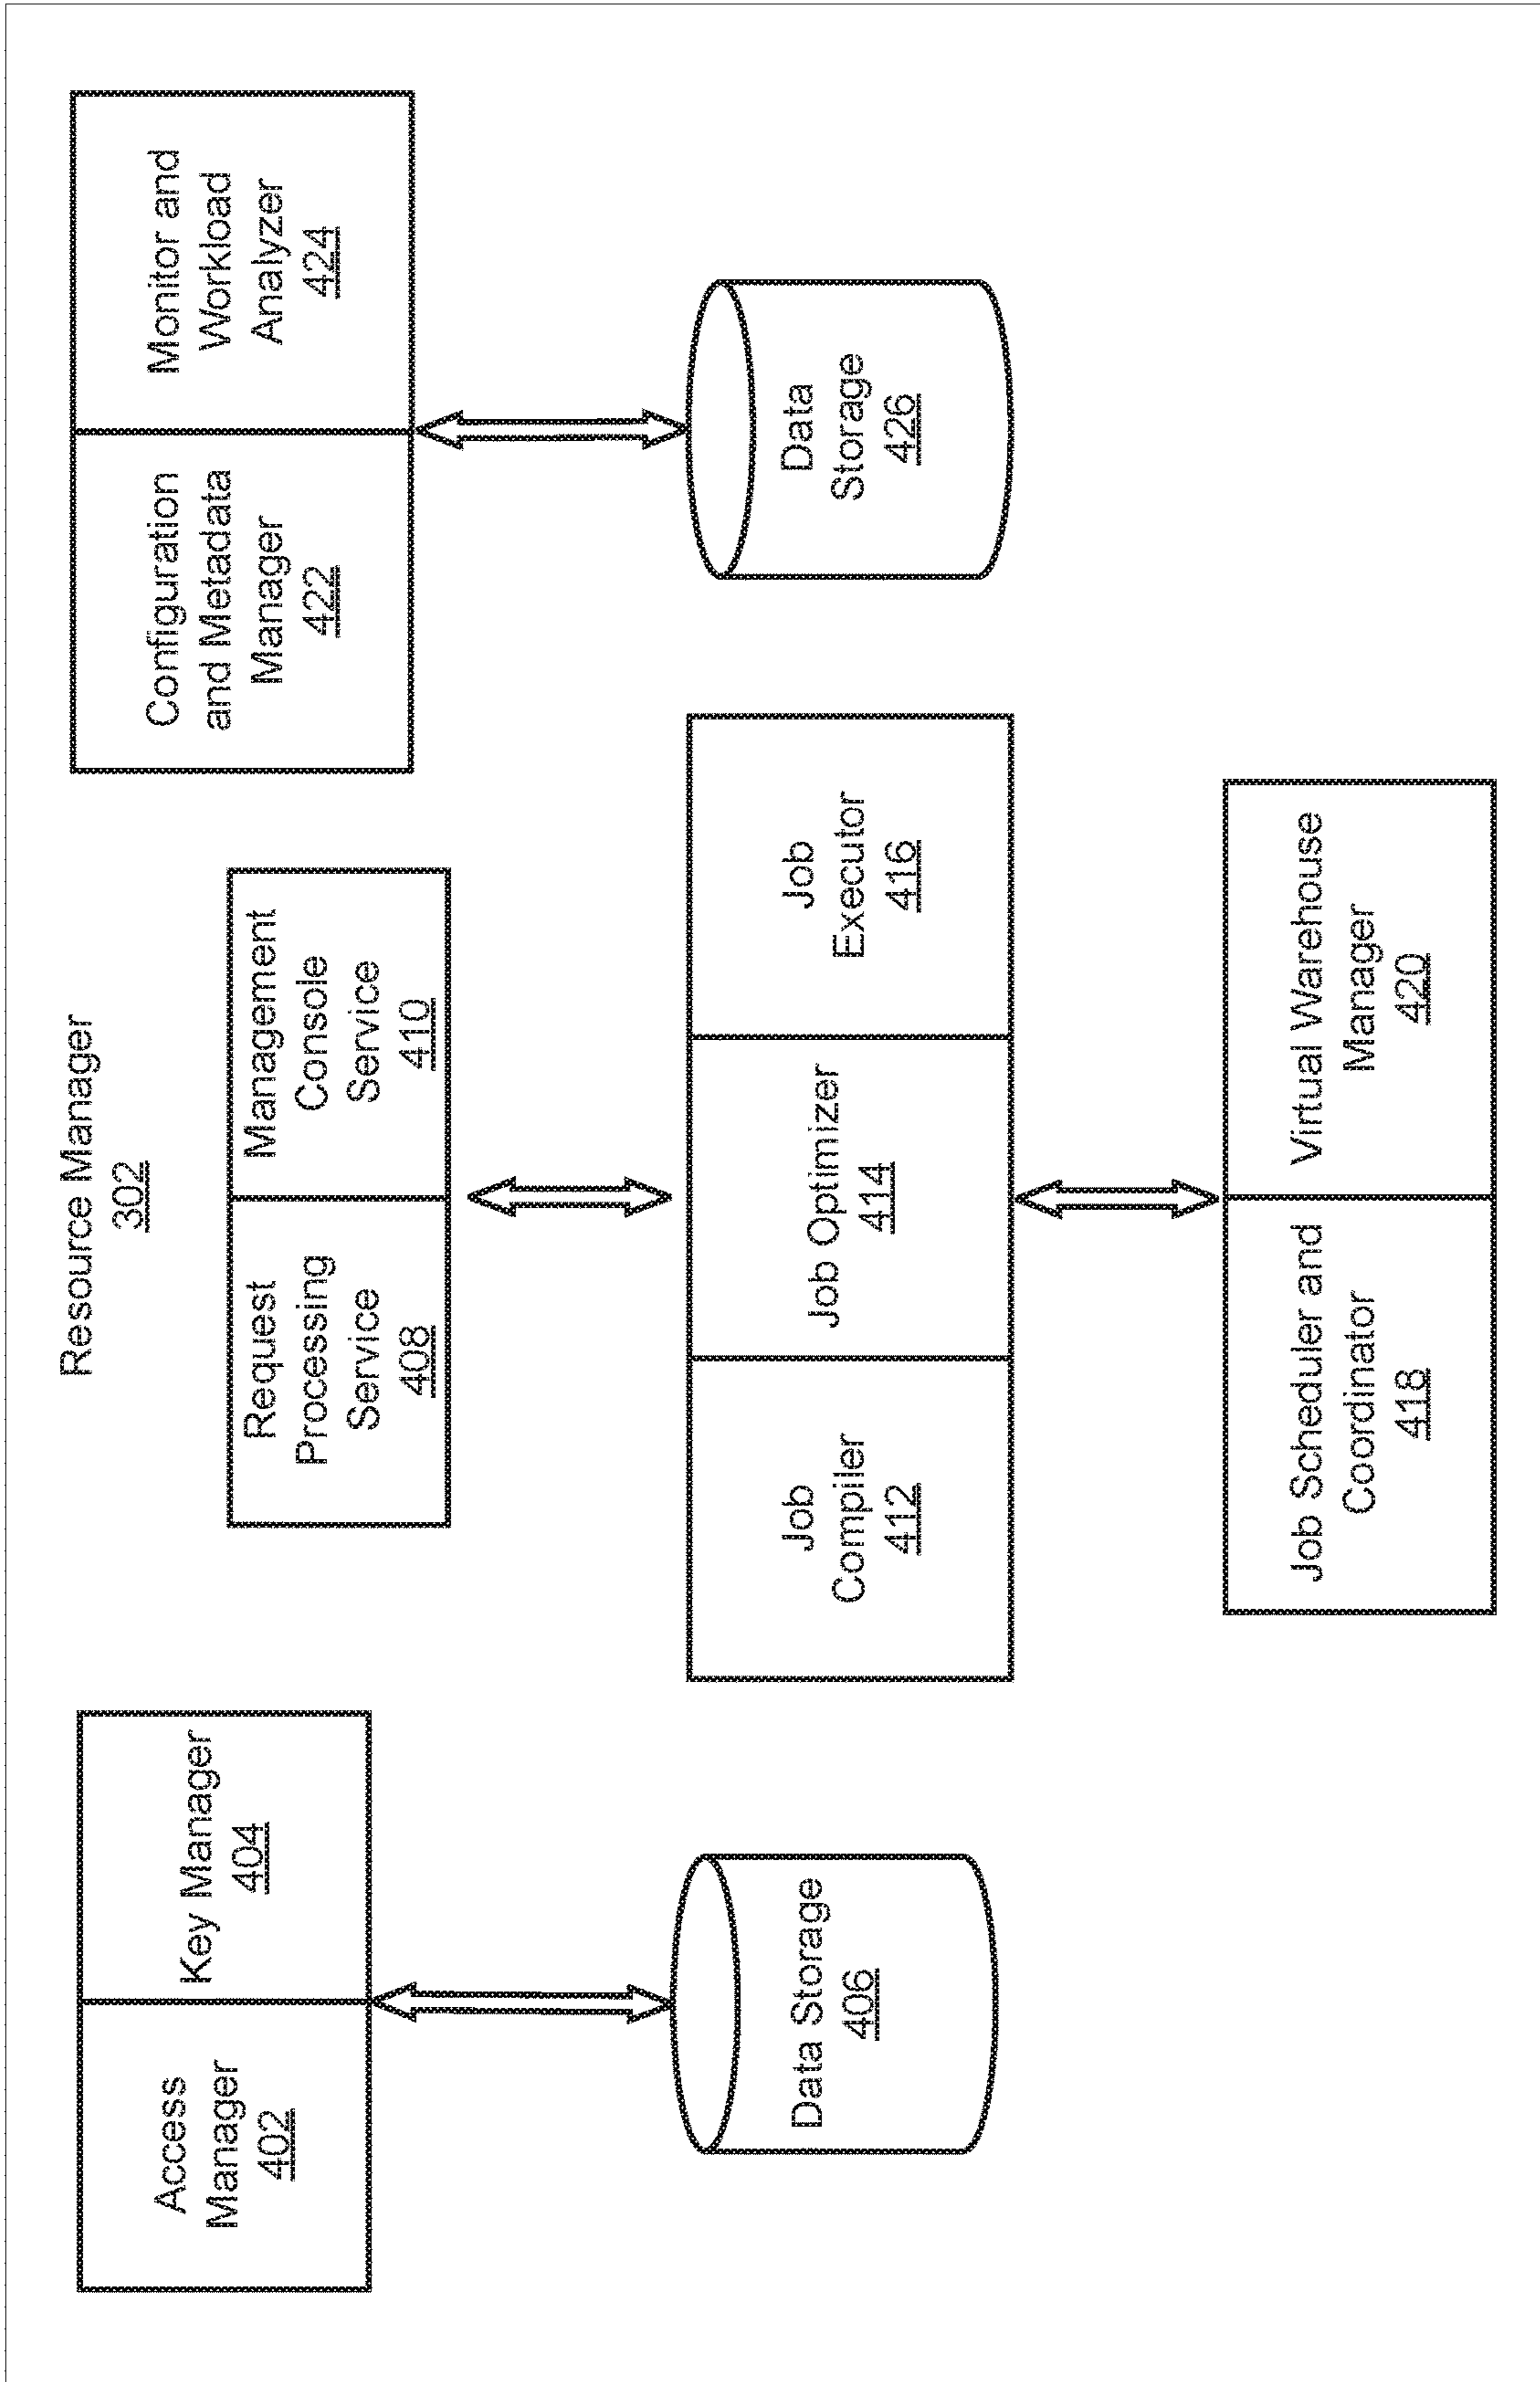 Resource Manager
302
Access
Manager
402
Key Manager
404
Data Storage
406
Request
Processing
Service
408
Management
Console
Service
410
Job
Compiler
412
Job Optimizer
414
Job
Executor
416
Job Scheduler and
Coordinator
418
Virtual Warehouse
Manager
420
Configuration
and Metadata
Manager
422
Monitor and
Workload
Analyzer
424
Data
Storage
426